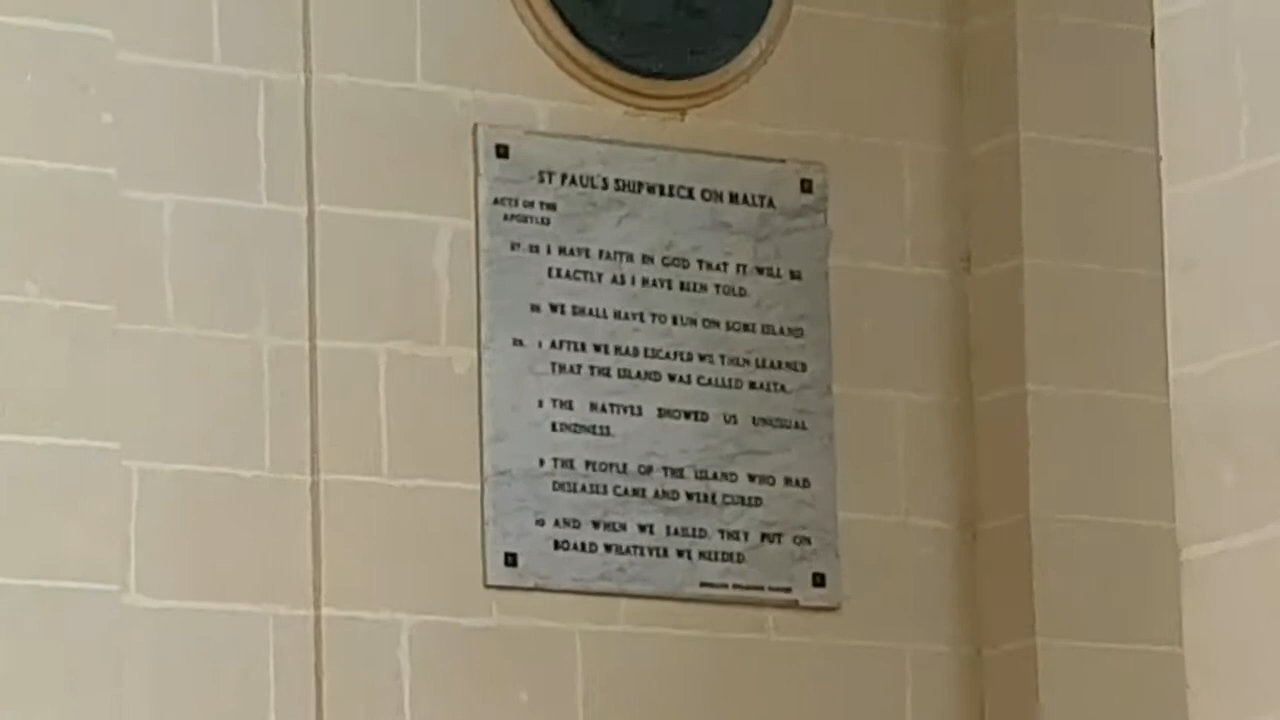 ST PAUL'S SHIPWRECK ON MALTA
ACTS OF THE
APOSTLES
27. I HAVE FAITH IN GOD THAT IT WILL BE
EXACTLY AS I HAVE BEEN TOLD.
WE SHALL HAVE TO RUN ON SOME ISLAND.
28. 1 AFTER WE HAD ESCAPED WE THEN LEARNED
THAT THE ISLAND WAS CALLED MALTA.
2 THE NATIVES SHOWED US UNUSUAL
KINDNESS.
9 THE PEOPLE OF THE ISLAND WHO HAD
DISEASES CAME AND WERE CURED.
10 AND WHEN WE SAILED, THEY PUT ON
BOARD WHATEVER WE NEEDED.